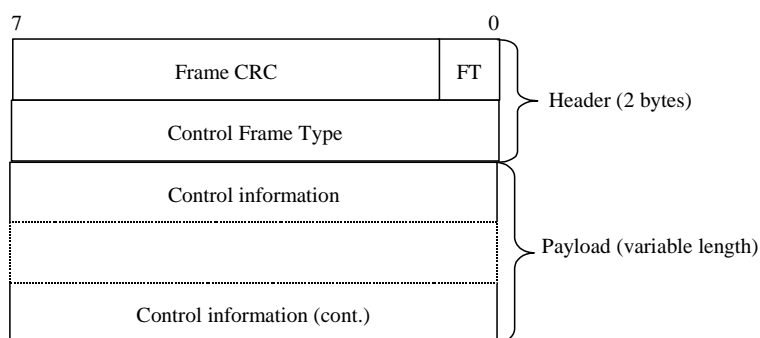 7 0
Frame CRC FT
Header (2 bytes)
Control Frame Type
Control information
Payload (variable length)
Control information (cont.)